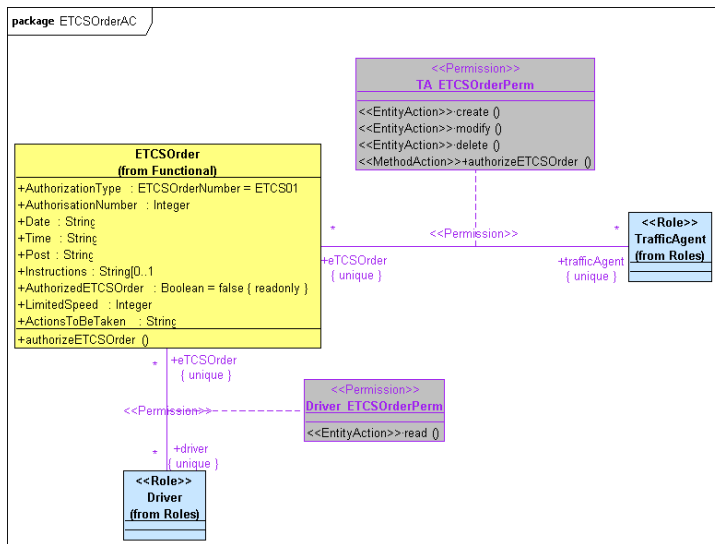 package ETCSOrderAC
<<Permission>>
TA_ETCSOrderPerm
<<EntityAction>> create ()
<<EntityAction>> modify ()
<<EntityAction>> delete ()
<<MethodAction>>+authorizeETCSOrder ()
ETCSOrder
(from Functional)
+AuthorizationType : ETCSOrderNumber = ETCS01
+AuthorisationNumber : Integer
+Date : String
+Time : String
+Post : String
+Instructions : String[0..1
+AuthorizedETCSOrder : Boolean = false { readonly }
+LimitedSpeed : Integer
+ActionsToBeTaken : String
+authorizeETCSOrder ()
*
<<Permission>>
*
+eTCSOrder
{ unique }
+trafficAgent
{ unique }
<<Role>>
TrafficAgent
(from Roles)
*
+eTCSOrder
{ unique }
<<Permission>>
<<Permission>>
Driver_ETCSOrderPerm
<<EntityAction>> read ()
*
+driver
{ unique }
<<Role>>
Driver
(from Roles)